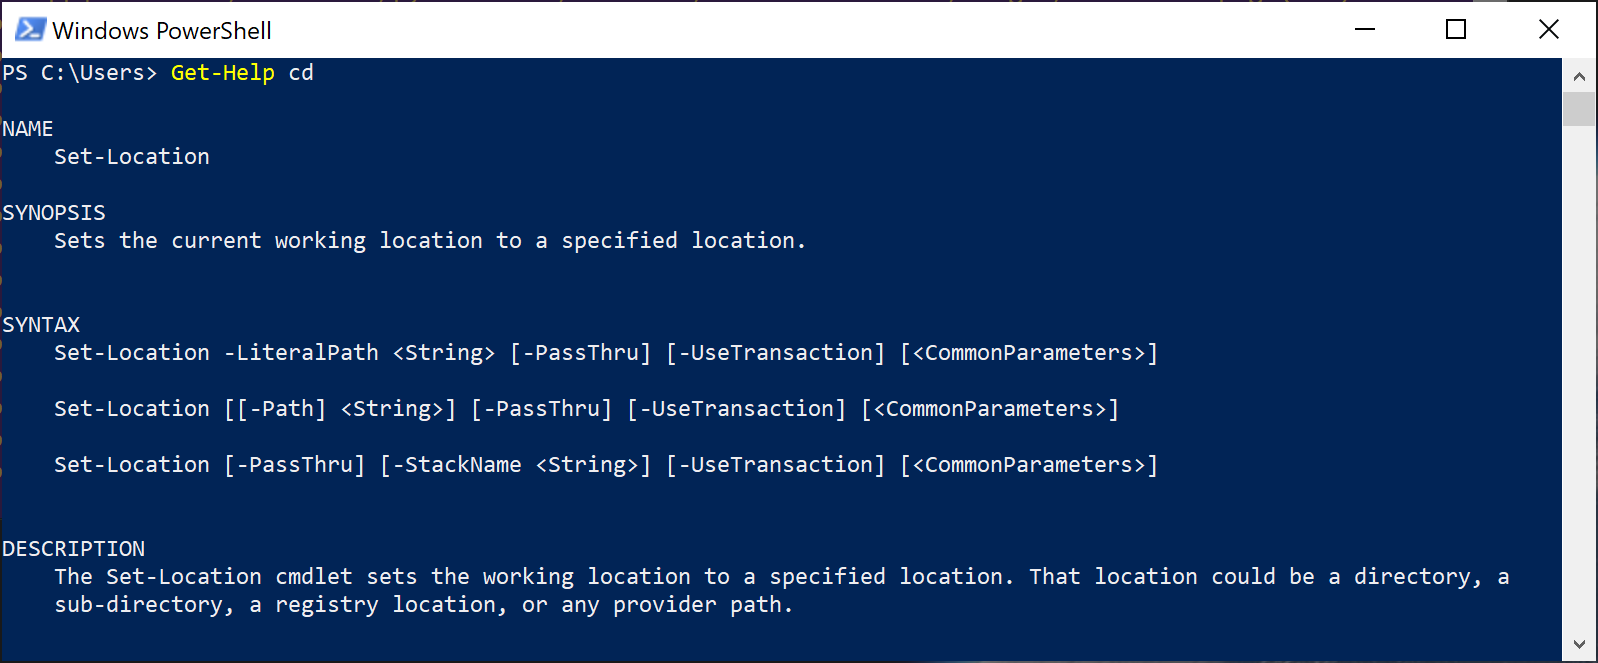 Windows PowerShell
PS C:\Users> Get-Help cd
NAME
Set-Location
SYNOPSIS
Sets the current working location to a specified location.
SYNTAX
Set-Location -LiteralPath <String> [-PassThru] [-UseTransaction] [<CommonParameters>]
Set-Location [[-Path] <String>] [-PassThru] [-UseTransaction] [<CommonParameters>]
Set-Location [-PassThru] [-StackName <String>] [-UseTransaction] [<CommonParameters>]
DESCRIPTION
The Set-Location cmdlet sets the working location to a specified location. That location could be a directory, a
sub-directory, a registry location, or any provider path.